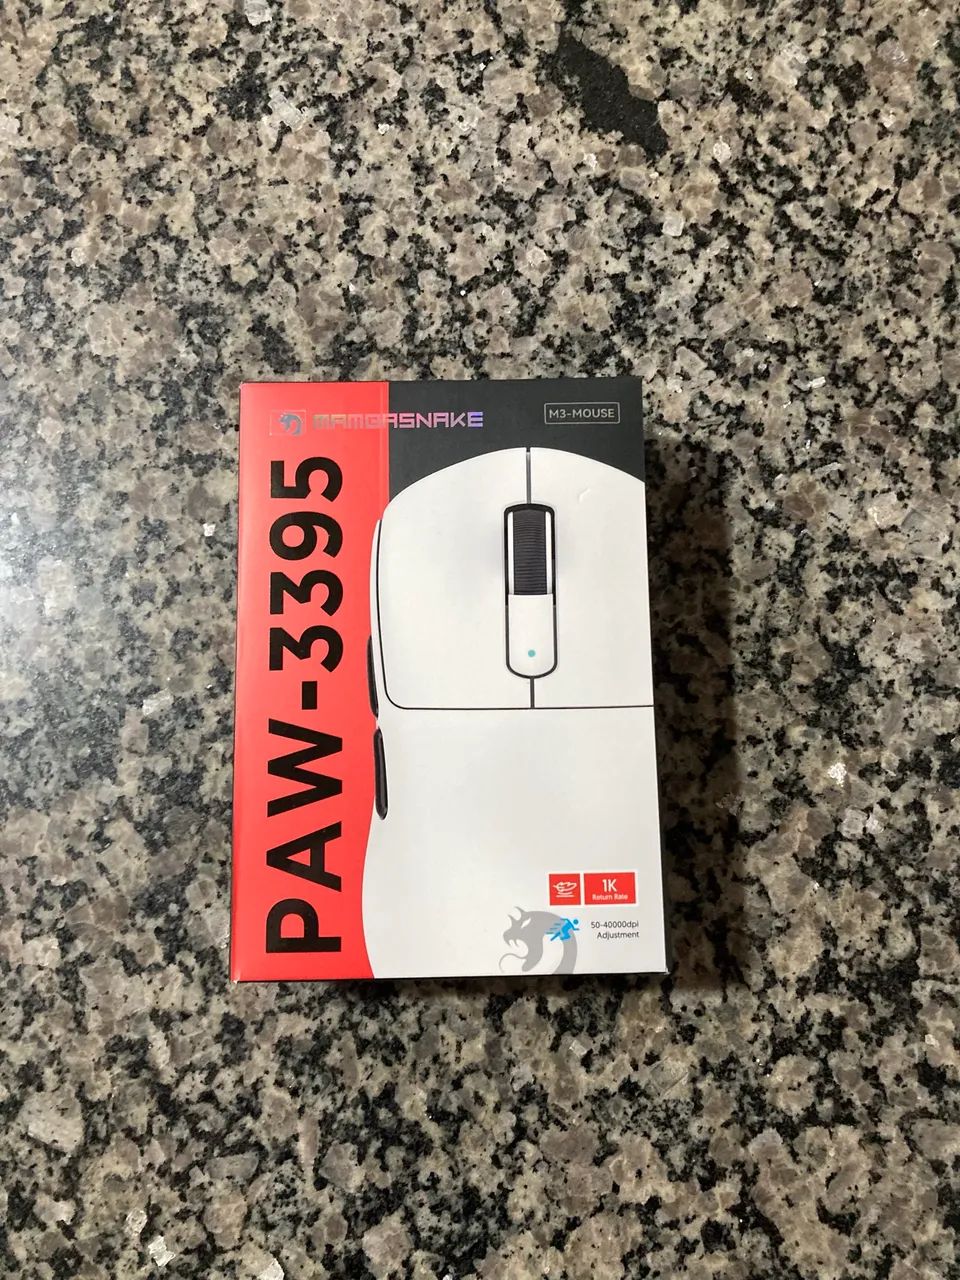 MAMBASNAKE
M3-MOUSE
PAW-3395
1K
Return Rate
50-40000dpi
Adjustment